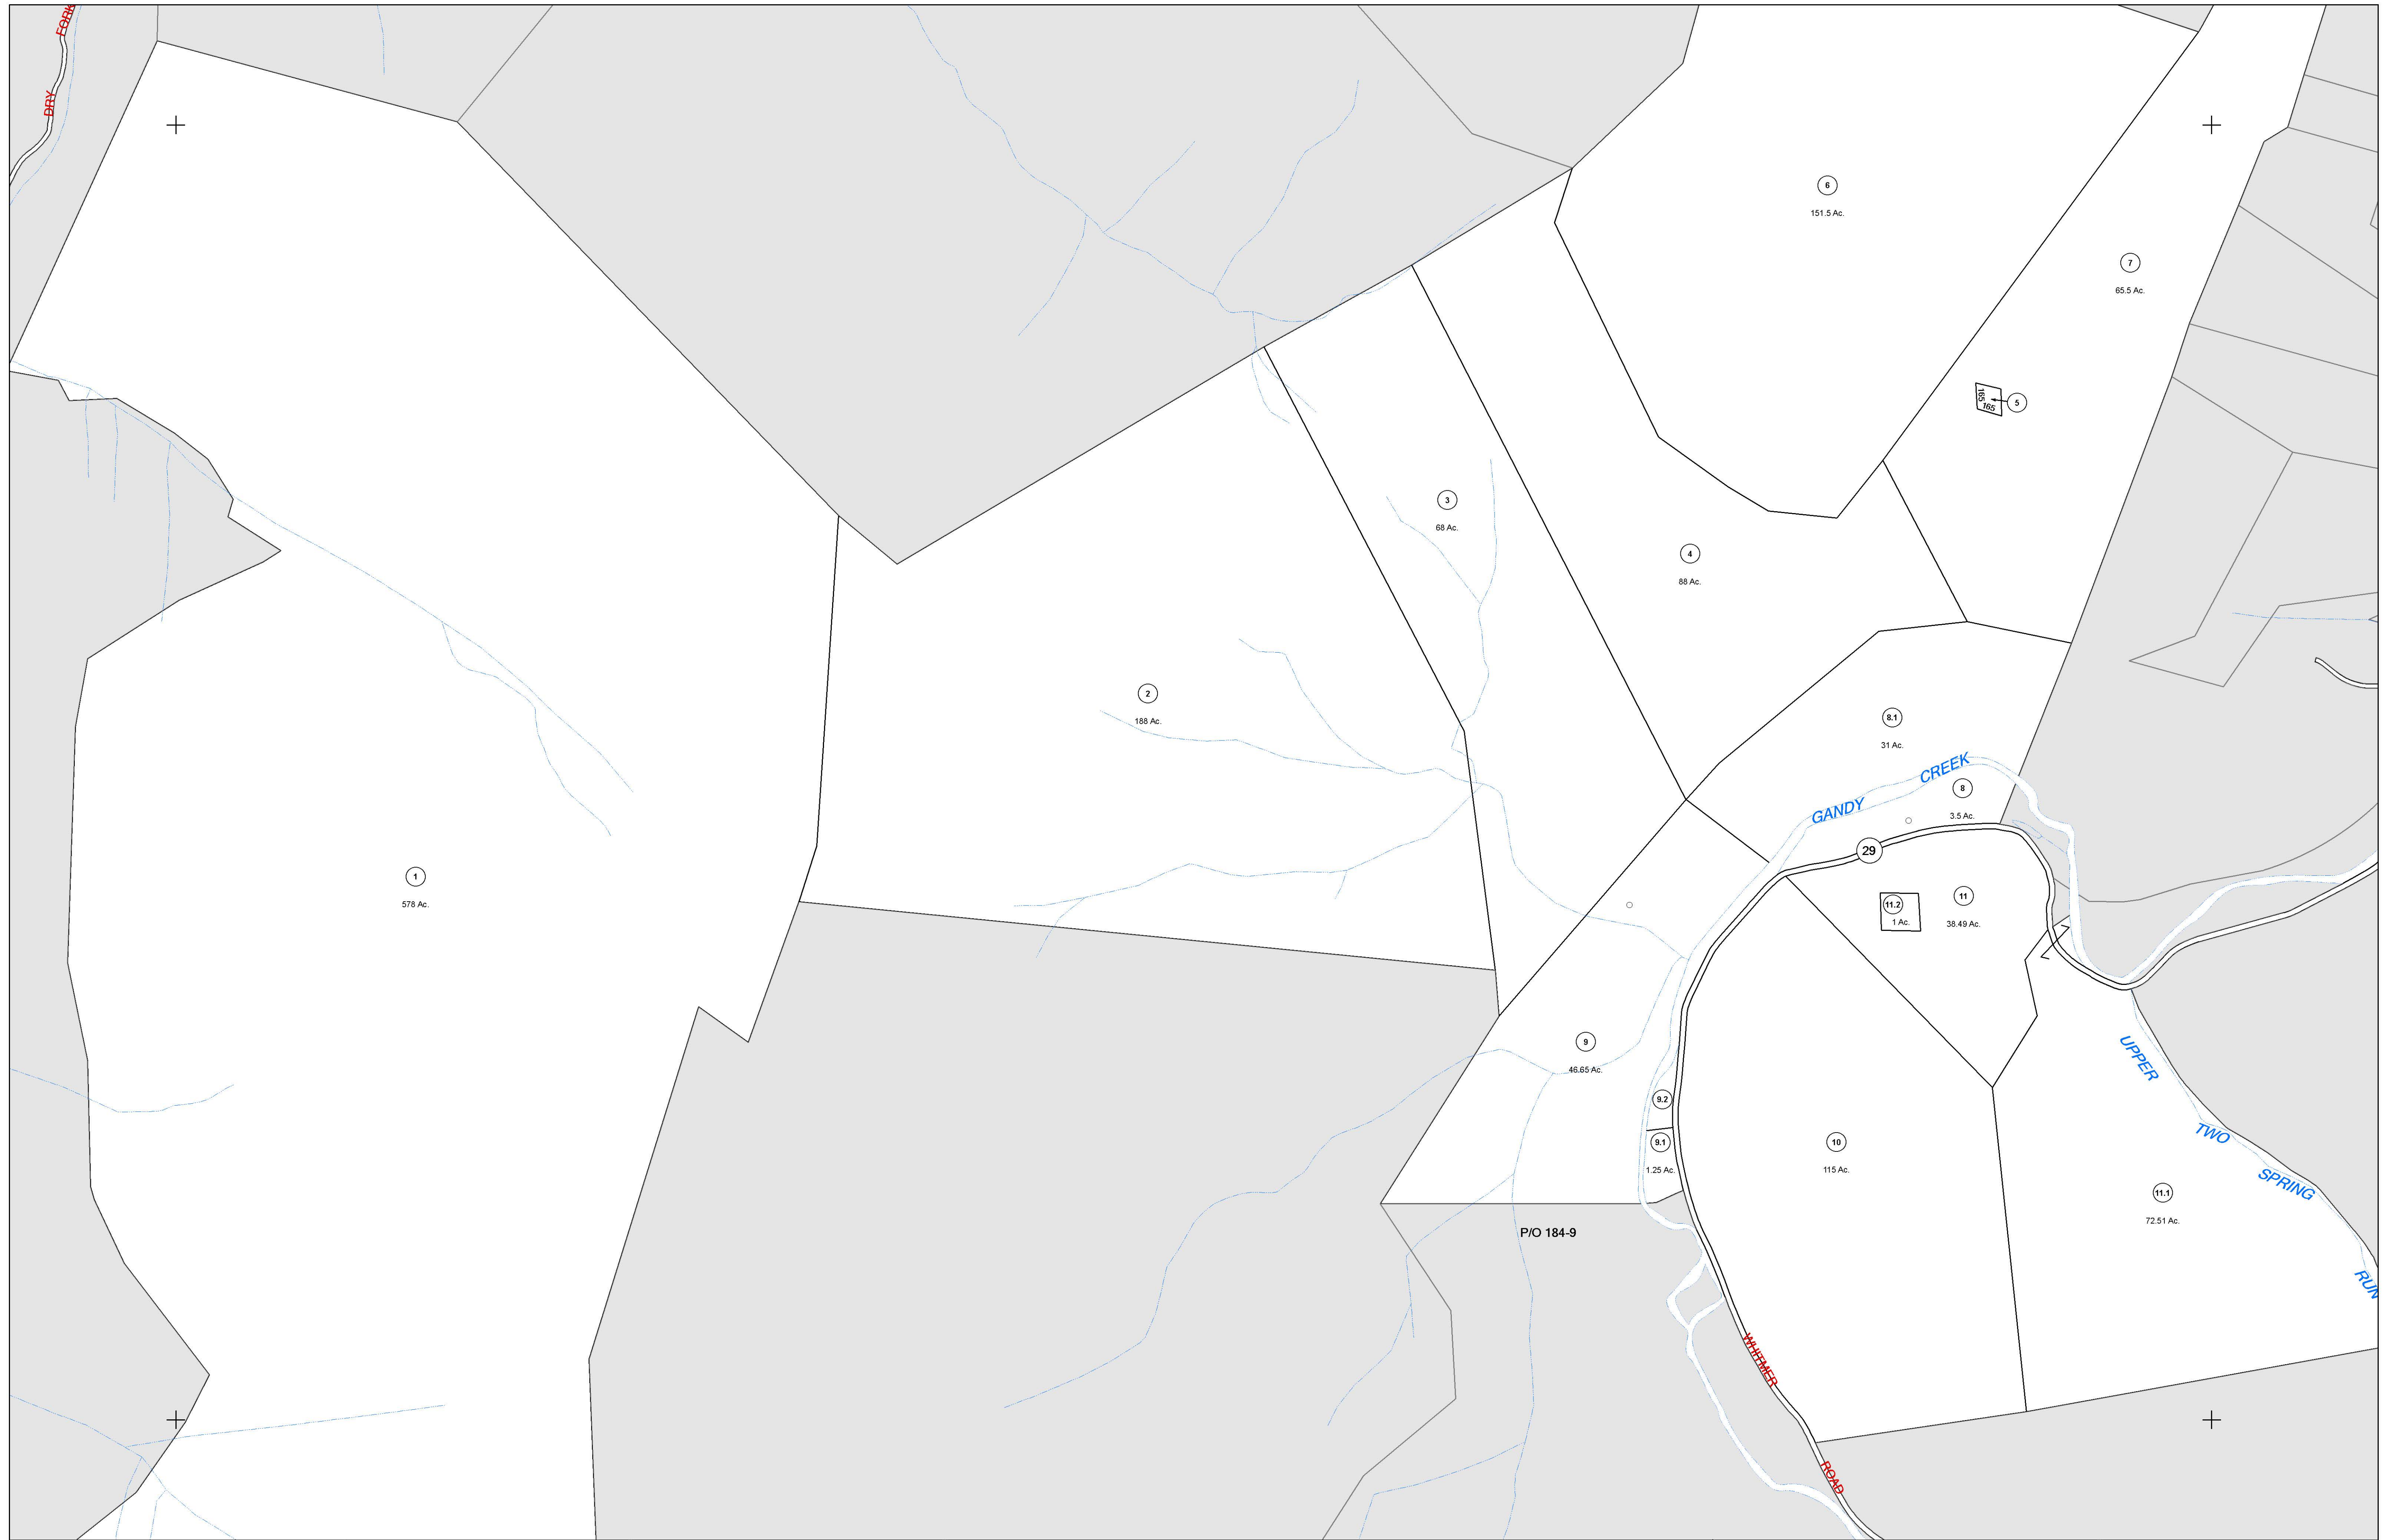 DRY FORK
6
151.5 Ac.
7
65.5 Ac.
165
165
5
3
68 Ac.
4
88 Ac.
2
188 Ac.
8.1
31 Ac.
GANDY CREEK
8
3.5 Ac.
29
1
578 Ac.
11.2
1 Ac.
11
38.49 Ac.
9
46.65 Ac.
9.2
9.1
1.25 Ac.
10
115 Ac.
11.1
72.51 Ac.
UPPER TWO SPRING RUN
P/O 184-9
WHITMER ROAD